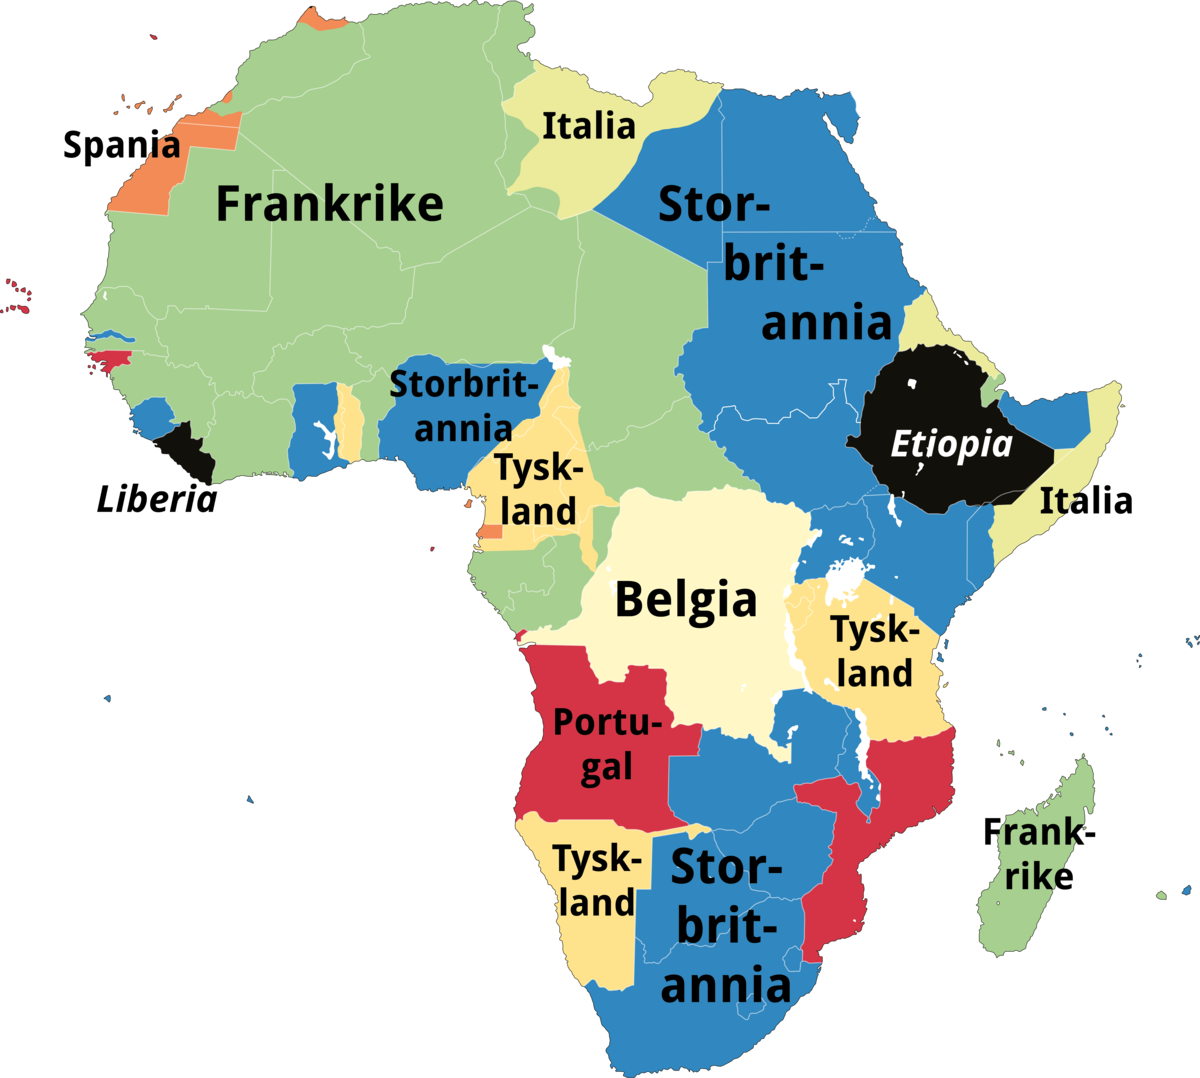 Italia
Spania
Frankrike
Stor-
brit-
annia
Storbrit-
annia
Etiopia
Tysk-
land
Liberia
Italia
Belgia
Tysk-
land
Portu-
gal
Frank-
rike
Tysk-
land
Stor-
brit-
annia